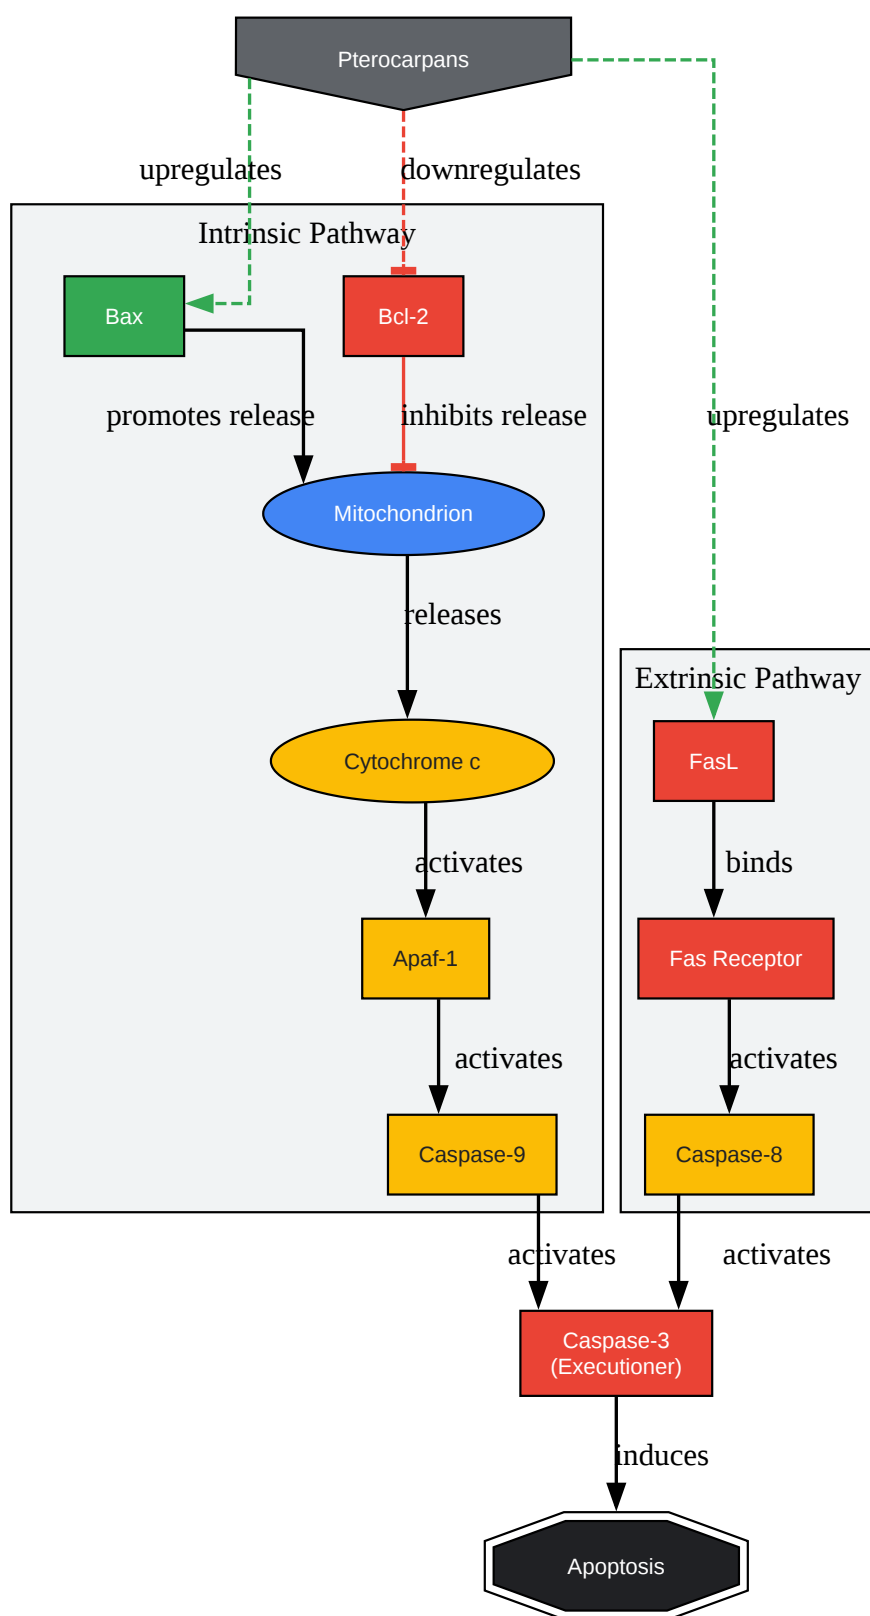 Pterocarpans
upregulates
downregulates
Intrinsic Pathway
Bax
Bcl-2
promotes release
inhibits release
upregulates
Mitochondrion
releases
Extrinsic Pathway
Cytochrome c
FasL
activates
binds
Apaf-1
Fas Receptor
activates
activates
Caspase-9
Caspase-8
activates
activates
Caspase-3
(Executioner)
induces
Apoptosis